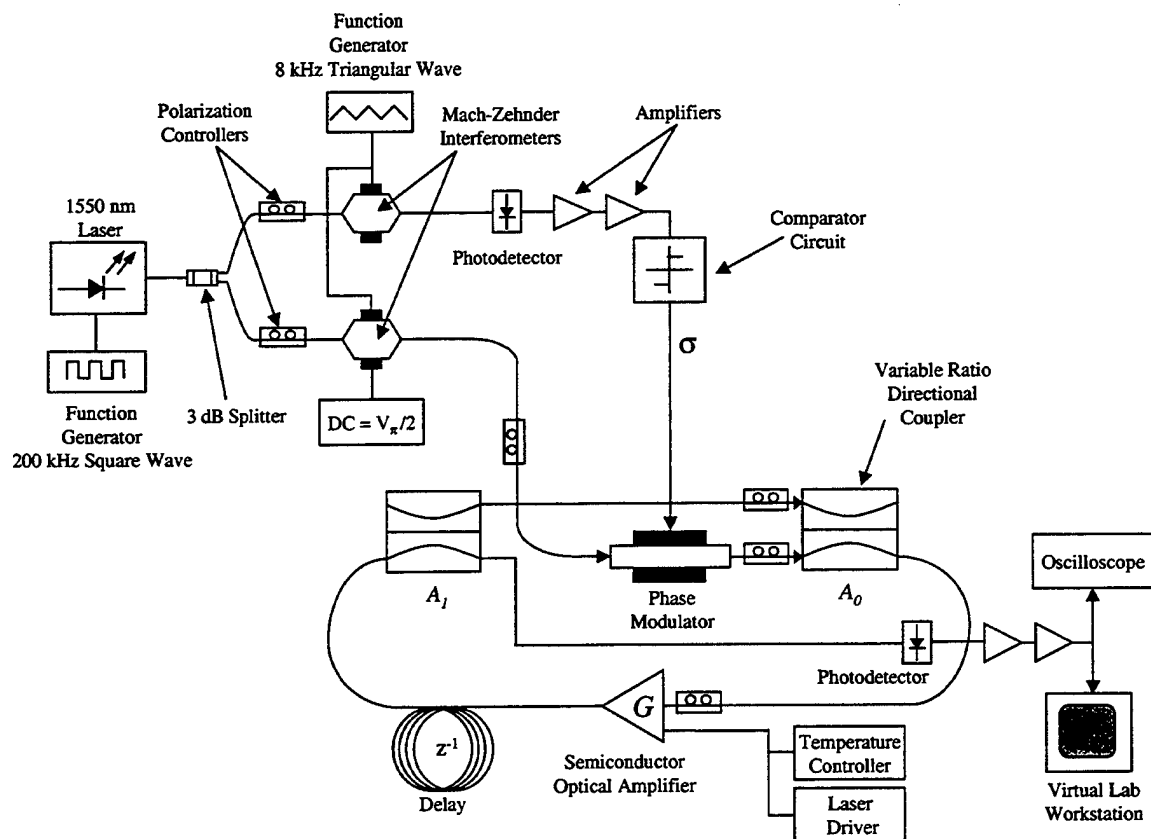 Function
Generator
8 kHz Triangular Wave
Polarization
Controllers
Mach-Zehnder
Interferometers
Amplifiers
1550 nm
Laser
Photodetector
Comparator
Circuit
σ
3 dB Splitter
DC = Vπ/2
Function
Generator
200 kHz Square Wave
Variable Ratio
Directional
Coupler
A1
Phase
Modulator
A0
Oscilloscope
Photodetector
G
z-1
Delay
Semiconductor
Optical Amplifier
Temperature
Controller
Laser
Driver
Virtual Lab
Workstation